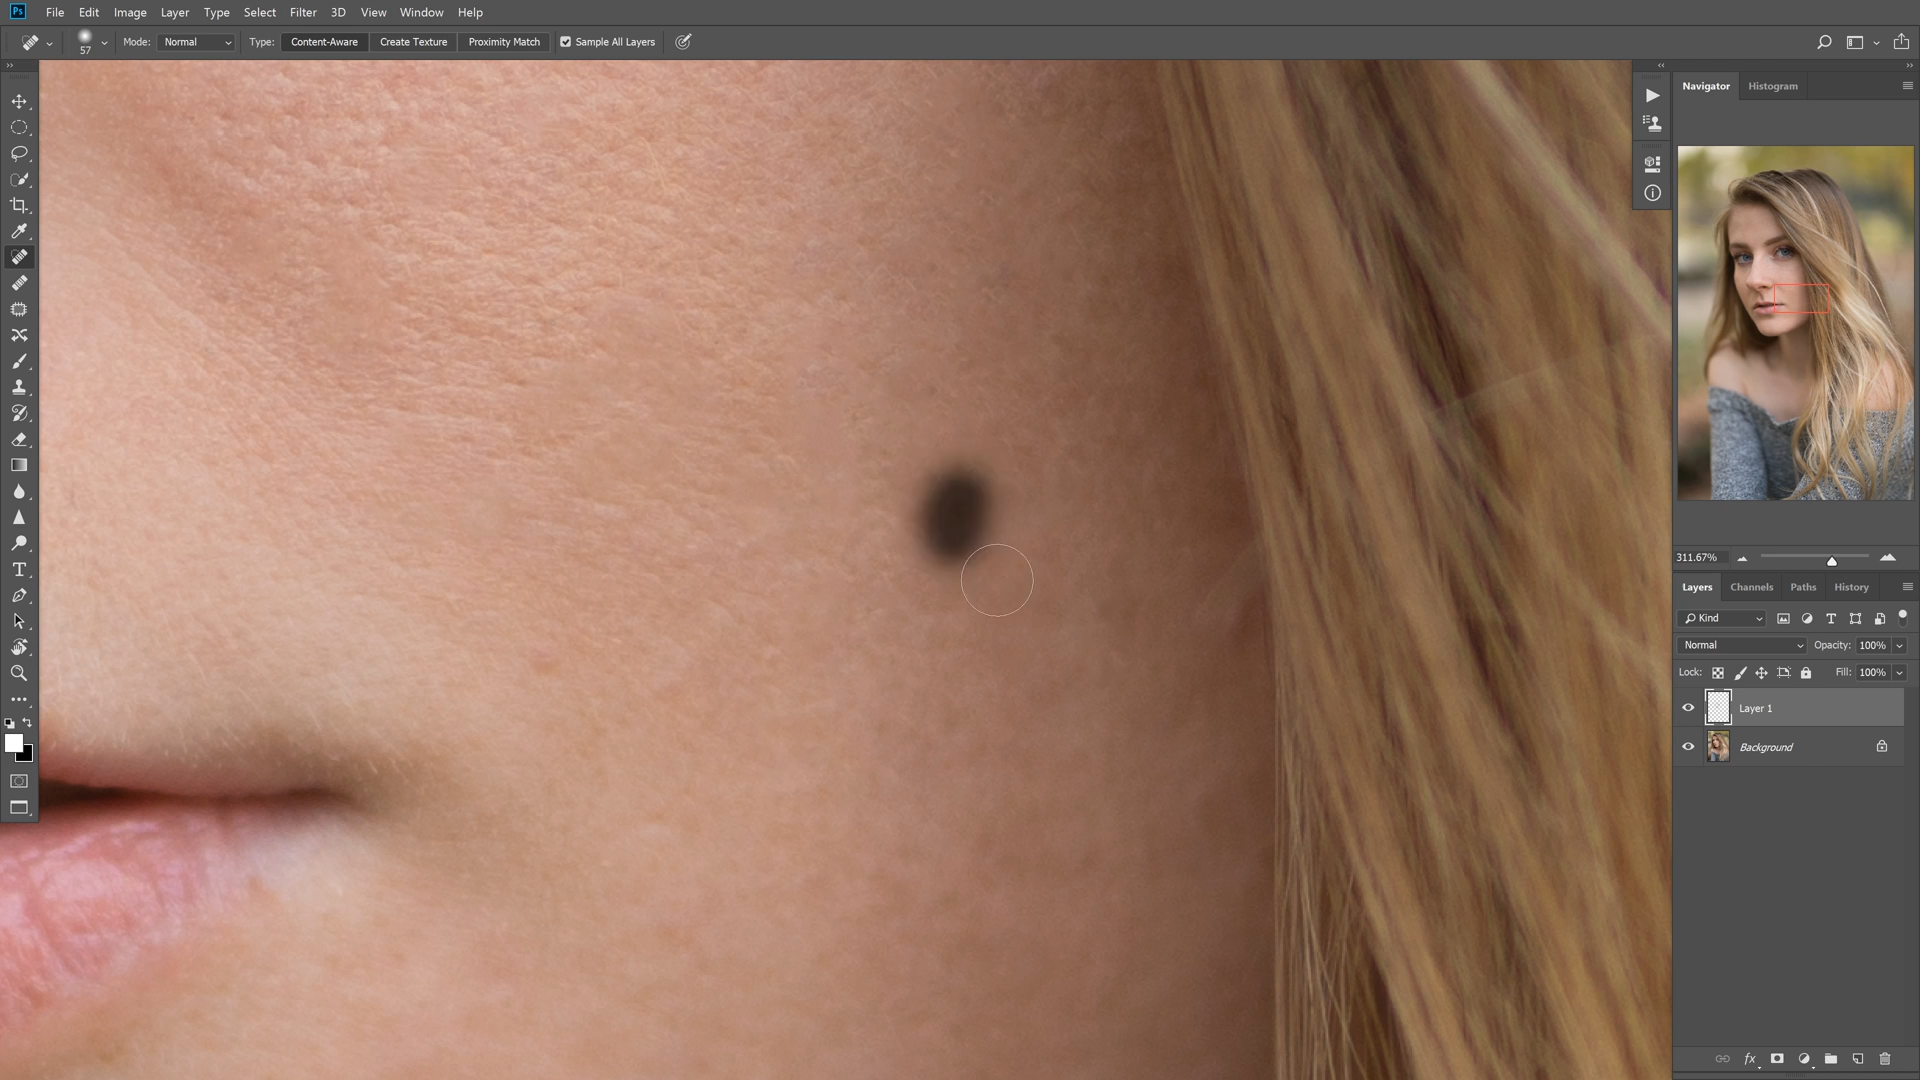 Ps File Edit Image Layer Type Select Filter 3D View Window Help
57 Mode: Normal Type: Content-Aware Create Texture Proximity Match Sample All Layers
Navigator Histogram
311.67%
Layers Channels Paths History
Kind
Normal Opacity: 100%
Lock: Fill: 100%
Layer 1
Background
fx